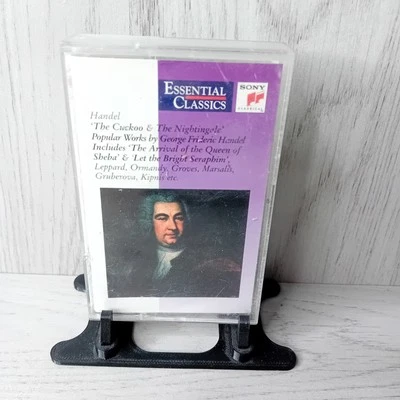 ESSENTIAL
CLASSICS
SONY
Handel
'The Cuckoo & The Nightingale'
Popular Works by George Frideric Handel
Includes 'The Arrival of the Queen of
Sheba' & 'Let the Bright Seraphim',
Leppard, Ormandy, Groves, Marsalis,
Gruberova, Kipnis etc.